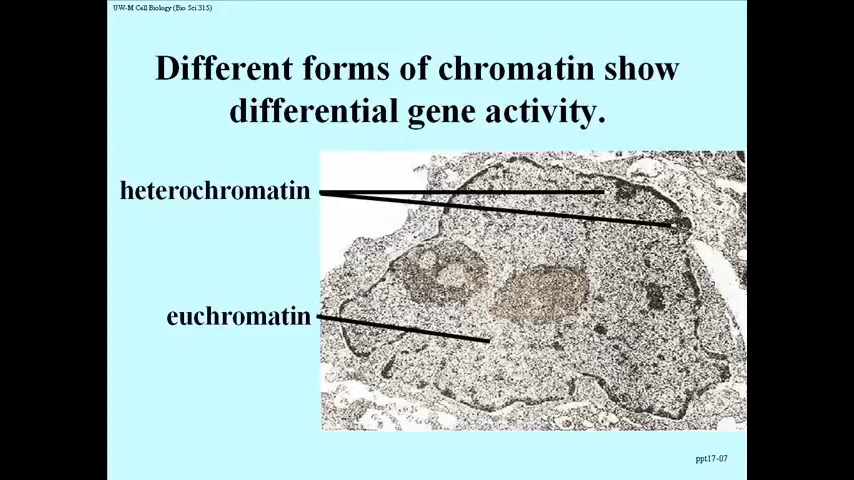 UW-M Cell Biology (Bio Sci 315)
Different forms of chromatin show
differential gene activity.
heterochromatin
euchromatin
ppt17-07